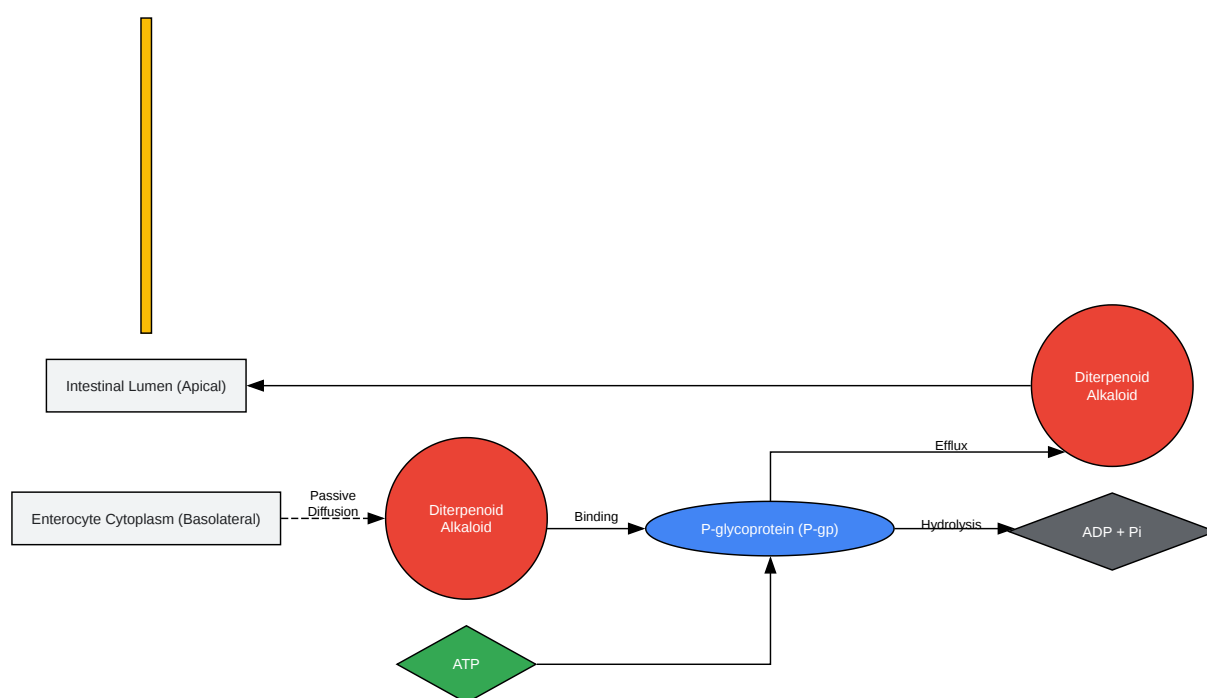 Intestinal Lumen (Apical)
Diterpenoid
Alkaloid
Efflux
Enterocyte Cytoplasm (Basolateral)
Passive
Diffusion
Diterpenoid
Alkaloid
Binding
P-glycoprotein (P-gp)
Hydrolysis
ADP + Pi
ATP